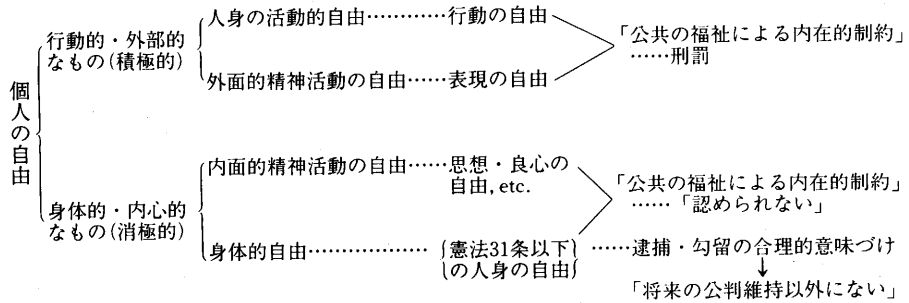 個人の自由
行動的・外部的
なもの(積極的)
人身の活動的自由…………行動の自由
外面的精神活動の自由……表現の自由
「公共の福祉による内在的制約」
……刑罰
身体的・内心的
なもの(消極的)
内面的精神活動の自由……思想・良心の
自由, etc.
身体的自由………………憲法31条以下
の人身の自由
「公共の福祉による内在的制約」
……「認められない」
……逮捕・勾留の合理的意味づけ
↓
「将来の公判維持以外にない」